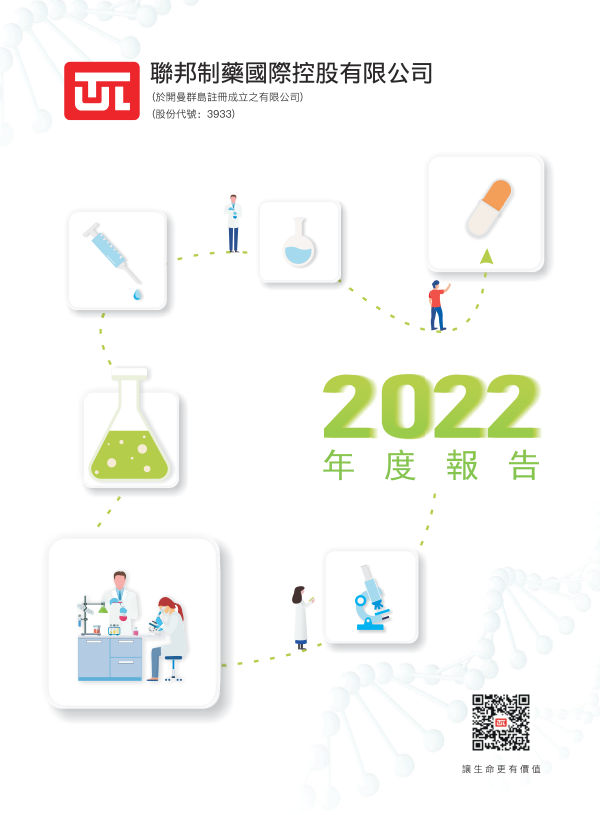 聯邦制藥國際控股有限公司
(於開曼群島註冊成立之有限公司)
(股份代號：3933)
2022
年度報告
讓生命更有價值